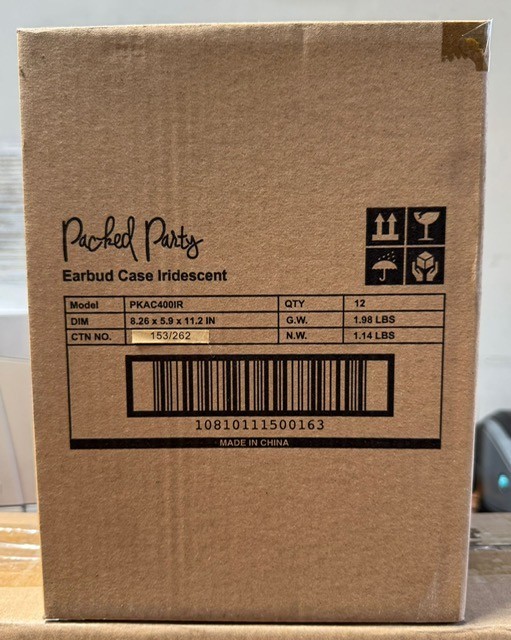 Packed Party
Earbud Case Iridescent
Model PKAC400IR QTY 12
DIM 8.26 x 5.9 x 11.2 IN G.W. 1.98 LBS
CTN NO. 153/262 N.W. 1.14 LBS
10810111500163
MADE IN CHINA